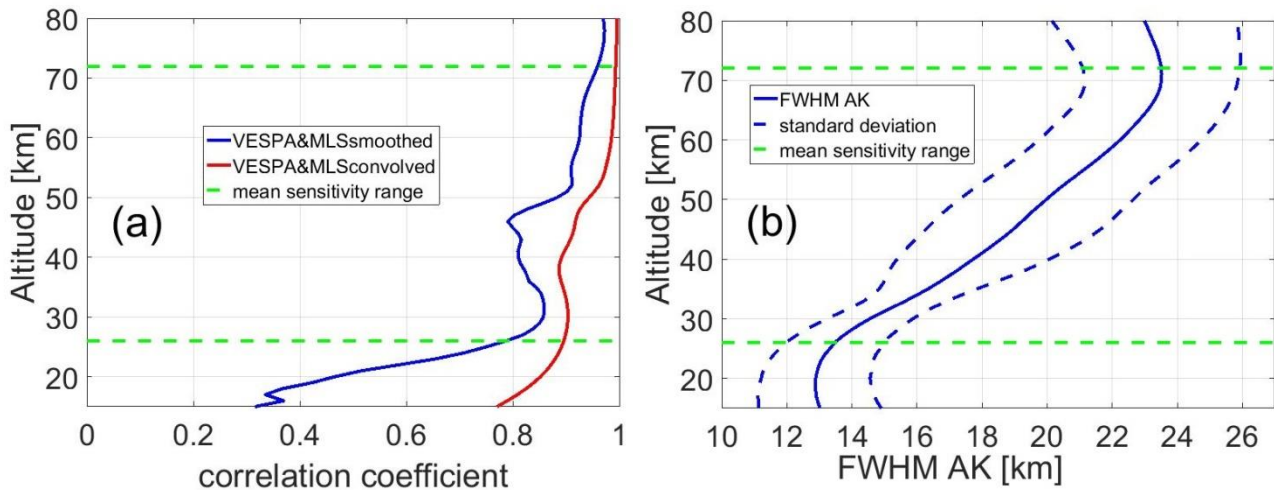 80
70
60
50
40
30
20
Altitude [km]
(a)
VESPA&MLSsmoothed
VESPA&MLSconvolved
mean sensitivity range
0 0.2 0.4 0.6 0.8 1
correlation coefficient
80
70
60
50
40
30
20
Altitude [km]
(b)
FWHM AK
standard deviation
mean sensitivity range
10 12 14 16 18 20 22 24 26
FWHM AK [km]